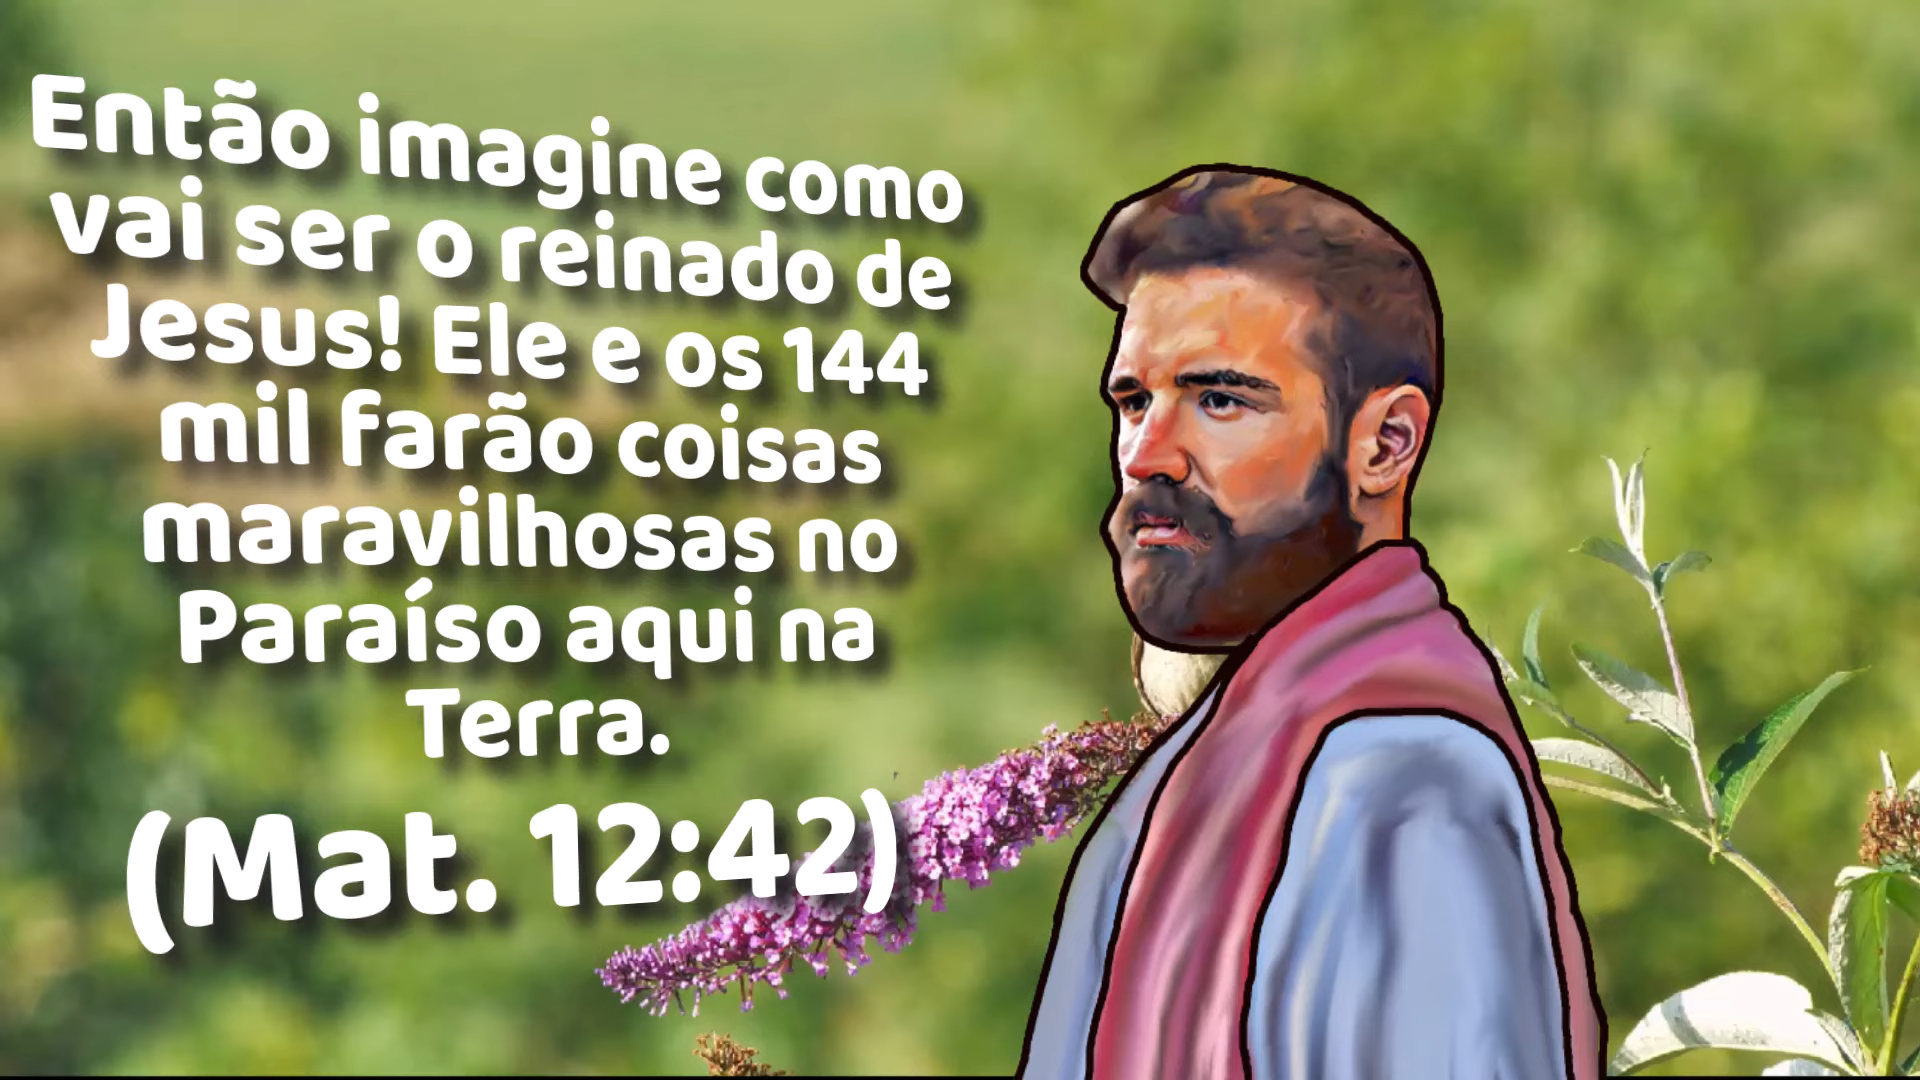 Então imagine como
vai ser o reinado de
Jesus! Ele e os 144
mil farão coisas
maravilhosas no
Paraíso aqui na
Terra.
(Mat. 12:42)